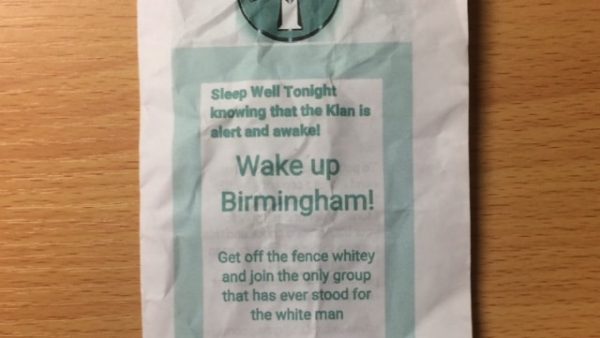 Sleep Well Tonight
knowing that the Klan is
alert and awake!
Wake up
Birmingham!
Get off the fence whitey
and join the only group
that has ever stood for
the white man